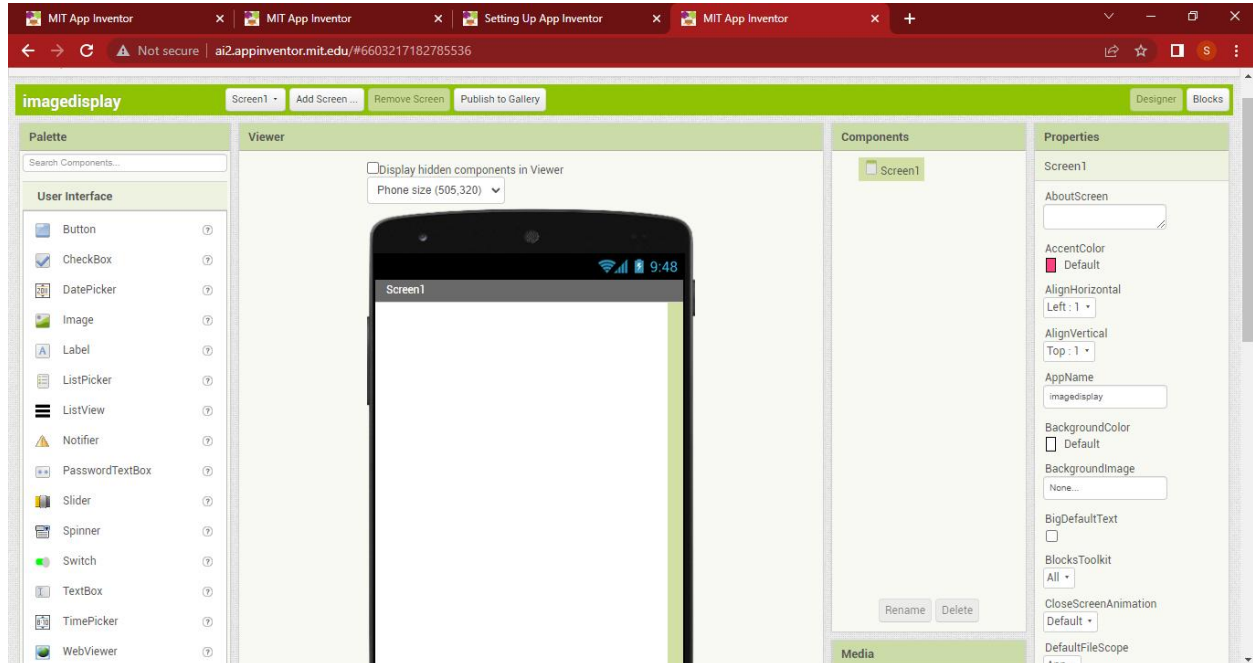 MIT App Inventor
MIT App Inventor
Setting Up App Inventor
MIT App Inventor
Not secure | ai2.appinventor.mit.edu/#6603217182785536
S
imagedisplay
Screen1
Add Screen ...
Remove Screen
Publish to Gallery
Designer
Blocks
Palette
Search Components...
User Interface
Button
CheckBox
DatePicker
Image
Label
ListPicker
ListView
Notifier
PasswordTextBox
Slider
Spinner
Switch
TextBox
TimePicker
WebViewer
Viewer
Display hidden components in Viewer
Phone size (505,320)
9:48
Screen1
Components
Screen1
Rename
Delete
Media
Properties
Screen1
AboutScreen
AccentColor
Default
AlignHorizontal
Left : 1
AlignVertical
Top : 1
AppName
imagedisplay
BackgroundColor
Default
BackgroundImage
None...
BigDefaultText
BlocksToolkit
All
CloseScreenAnimation
Default
DefaultFileScope